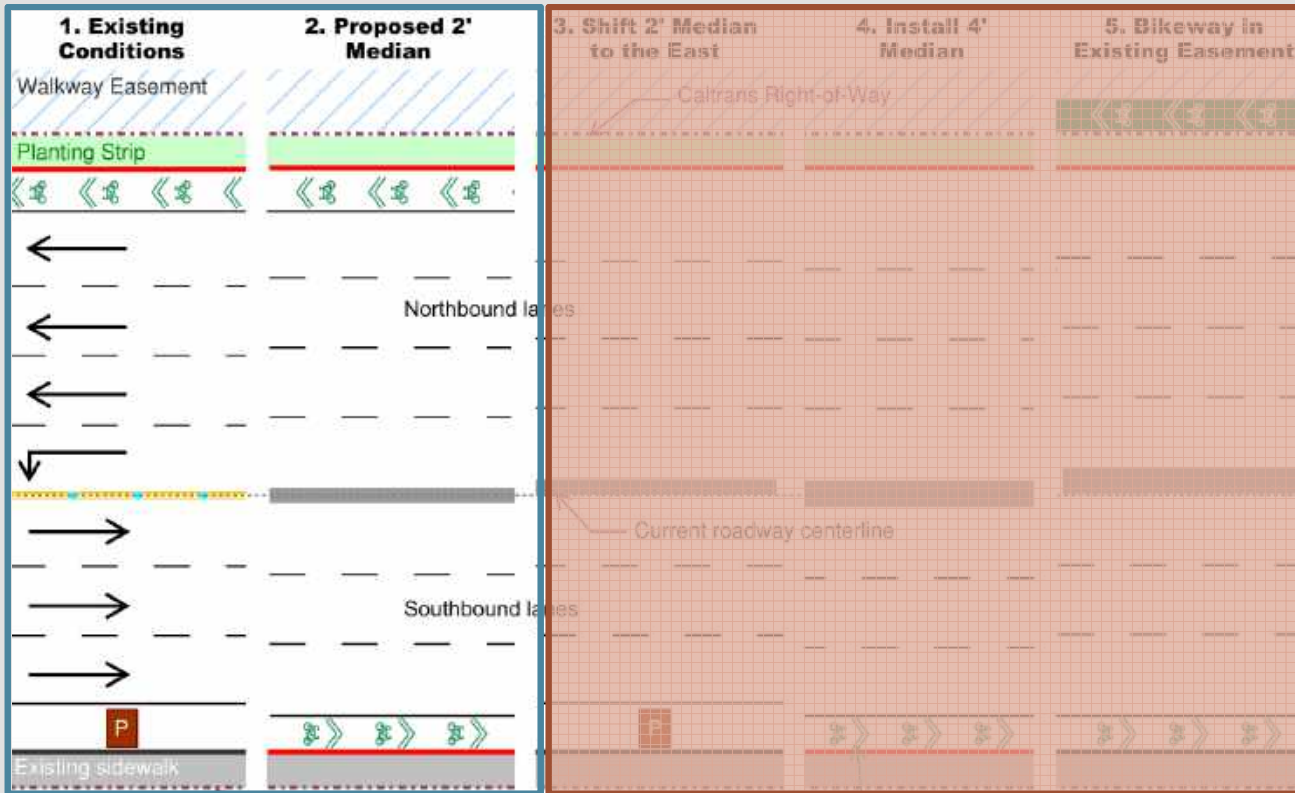 1. Existing
Conditions
2. Proposed 2'
Median
3. Shift 2' Median
to the East
4. Install 4'
Median
5. Bikeway in
Existing Easement
Walkway Easement
Caltrans Right-of-Way
Planting Strip
Northbound lanes
Current roadway centerline
Southbound lanes
P
P
Existing sidewalk